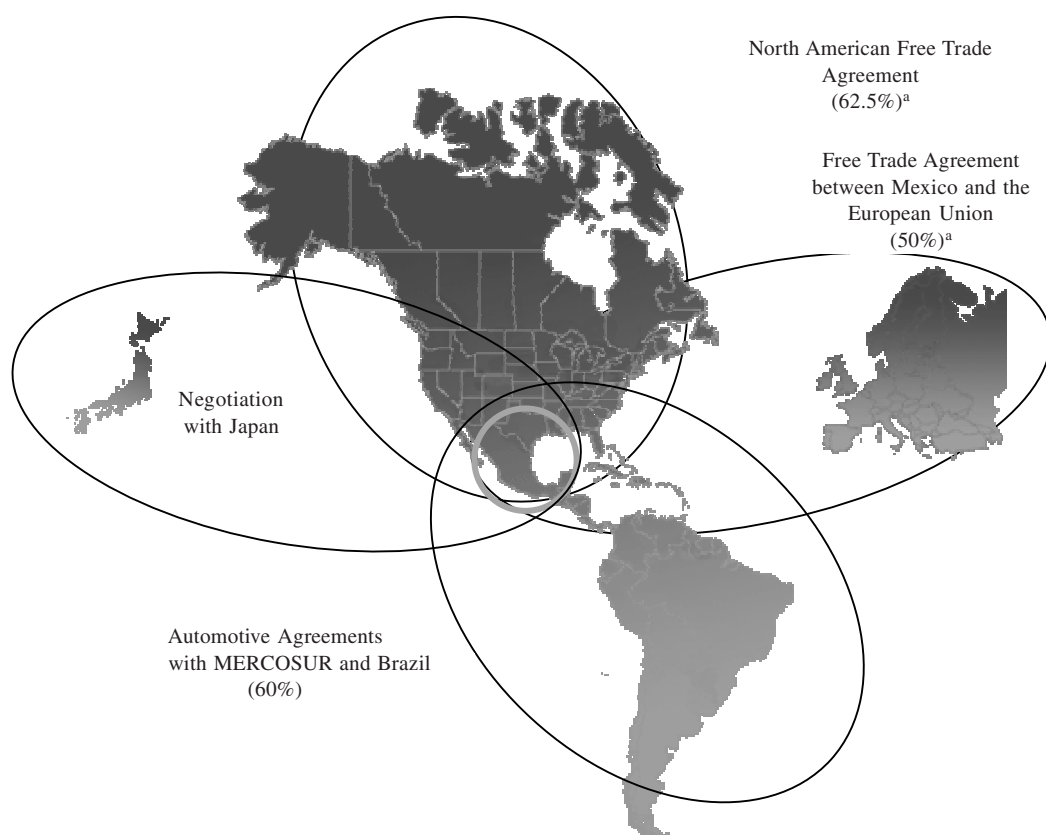 North American Free Trade
Agreement
(62.5%)ᵃ
Free Trade Agreement
between Mexico and the
European Union
(50%)ᵃ
Negotiation
with Japan
Automotive Agreements
with MERCOSUR and Brazil
(60%)